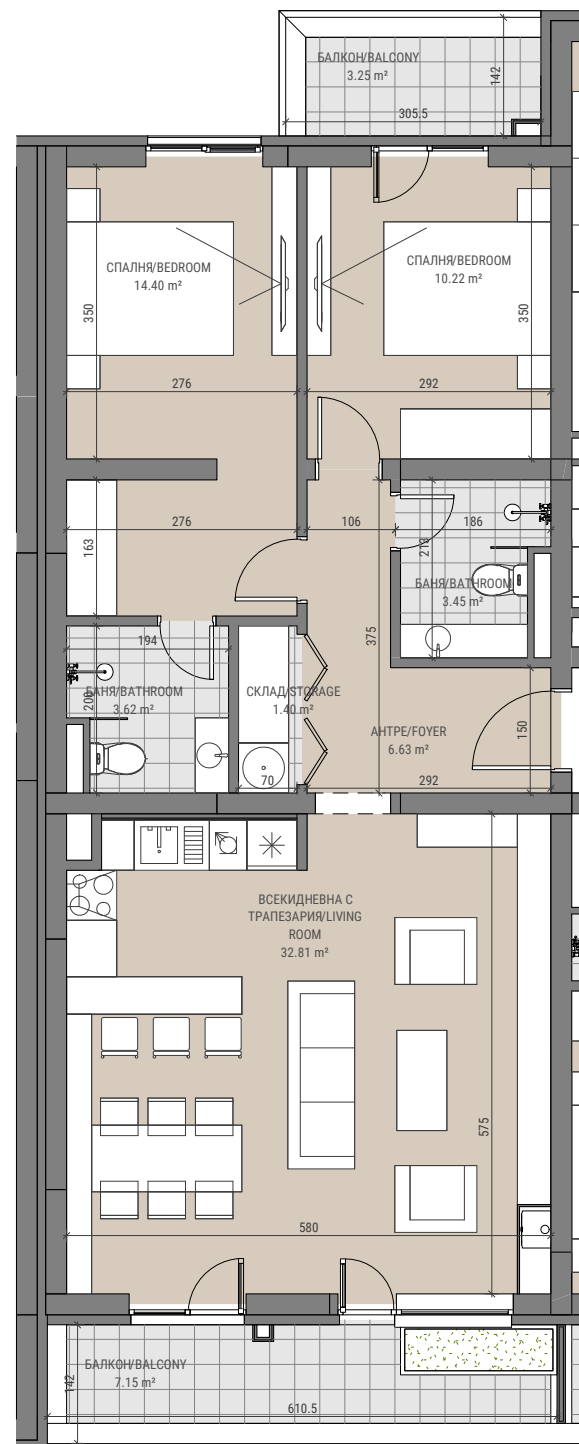 БАЛКОН/BALCONY
3.25 m²
142
305.5
СПАЛНЯ/BEDROOM
14.40 m²
СПАЛНЯ/BEDROOM
10.22 m²
350
350
276
292
276
106
186
163
213
БАНЯ/BATHROOM
3.45 m²
375
194
200
БАНЯ/BATHROOM
3.62 m²
СКЛАД/STORAGE
1.40 m²
АНТРЕ/FOYER
6.63 m²
150
70
292
ВСЕКИДНЕВНА С
ТРАПЕЗАРИЯ/LIVING
ROOM
32.81 m²
575
580
БАЛКОН/BALCONY
7.15 m²
142
610.5